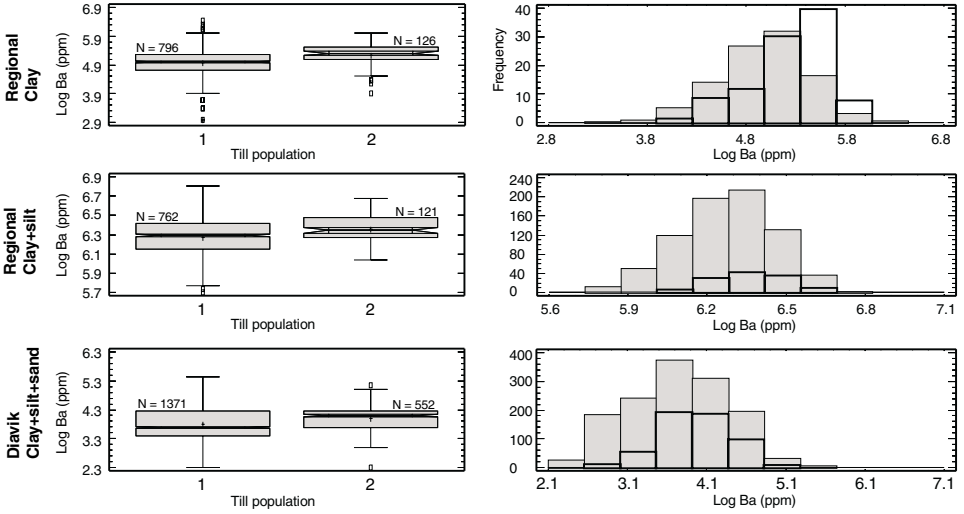 Regional
Clay
Log Ba (ppm)
6.9
5.9
4.9
3.9
2.9
N = 796
N = 126
1
2
Till population
Frequency
40
30
20
10
0
2.8
3.8
4.8
5.8
6.8
Log Ba (ppm)
Regional
Clay+silt
Log Ba (ppm)
6.9
6.7
6.5
6.3
6.1
5.9
5.7
N = 762
N = 121
1
2
Till population
240
200
160
120
80
40
0
5.6
5.9
6.2
6.5
6.8
7.1
Log Ba (ppm)
Diavik
Clay+silt+sand
Log Ba (ppm)
6.3
5.3
4.3
3.3
2.3
N = 1371
N = 552
1
2
Till population
400
300
200
100
0
2.1
3.1
4.1
5.1
6.1
7.1
Log Ba (ppm)